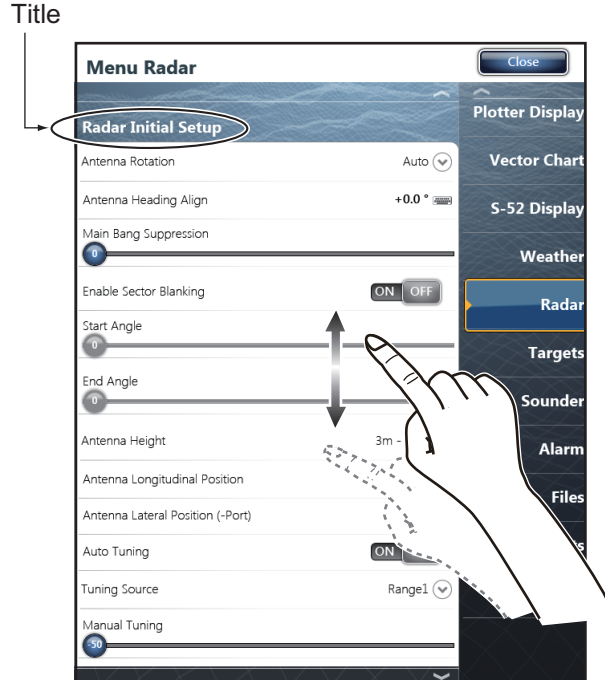 Title
Menu Radar
Close
Radar Initial Setup
Antenna Rotation Auto
Antenna Heading Align +0.0 °
Main Bang Suppression
0
Enable Sector Blanking ON OFF
Start Angle
0
End Angle
0
Antenna Height 3m -
Antenna Longitudinal Position
Antenna Lateral Position (-Port)
Auto Tuning ON
Tuning Source Range1
Manual Tuning
-50
Plotter Display
Vector Chart
S-52 Display
Weather
Radar
Targets
Sounder
Alarm
Files